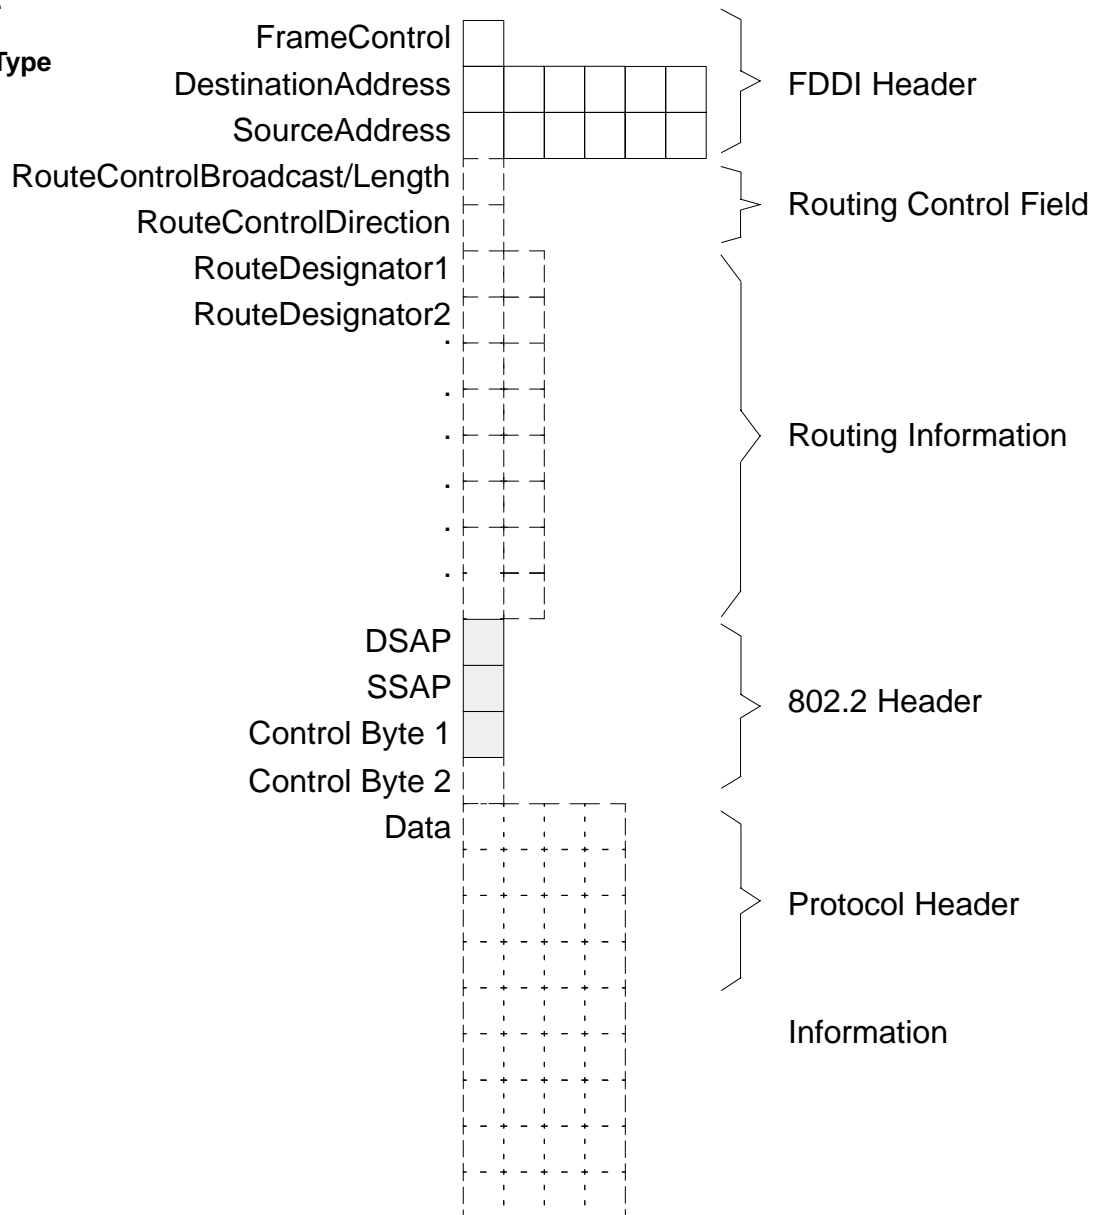 FrameControl
Type
DestinationAddress
FDDI Header
SourceAddress
RouteControlBroadcast/Length
Routing Control Field
RouteControlDirection
RouteDesignator1
RouteDesignator2
.
.
.
Routing Information
.
.
.
DSAP
SSAP
802.2 Header
Control Byte 1
Control Byte 2
Data
Protocol Header
Information